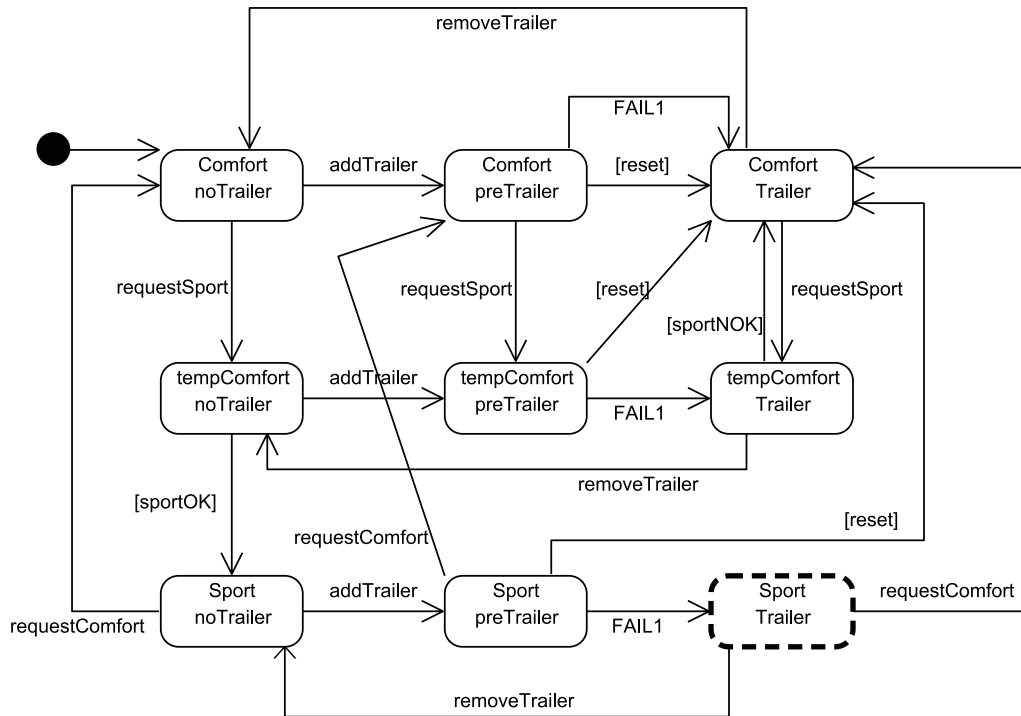 removeTrailer
FAIL1
Comfort
noTrailer
addTrailer
Comfort
preTrailer
[reset]
Comfort
Trailer
requestSport
requestSport
[reset]
[sportNOK]
requestSport
tempComfort
noTrailer
addTrailer
tempComfort
preTrailer
FAIL1
tempComfort
Trailer
removeTrailer
[sportOK]
requestComfort
[reset]
Sport
noTrailer
addTrailer
Sport
preTrailer
FAIL1
Sport
Trailer
requestComfort
requestComfort
removeTrailer